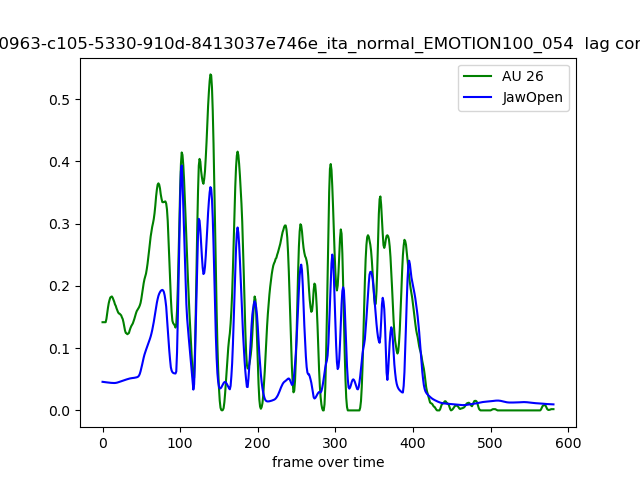 0963-c105-5330-910d-8413037e746e_ita_normal_EMOTION100_054 lag cor
AU 26
JawOpen
0.5
0.4
0.3
0.2
0.1
0.0
0 100 200 300 400 500 600
frame over time